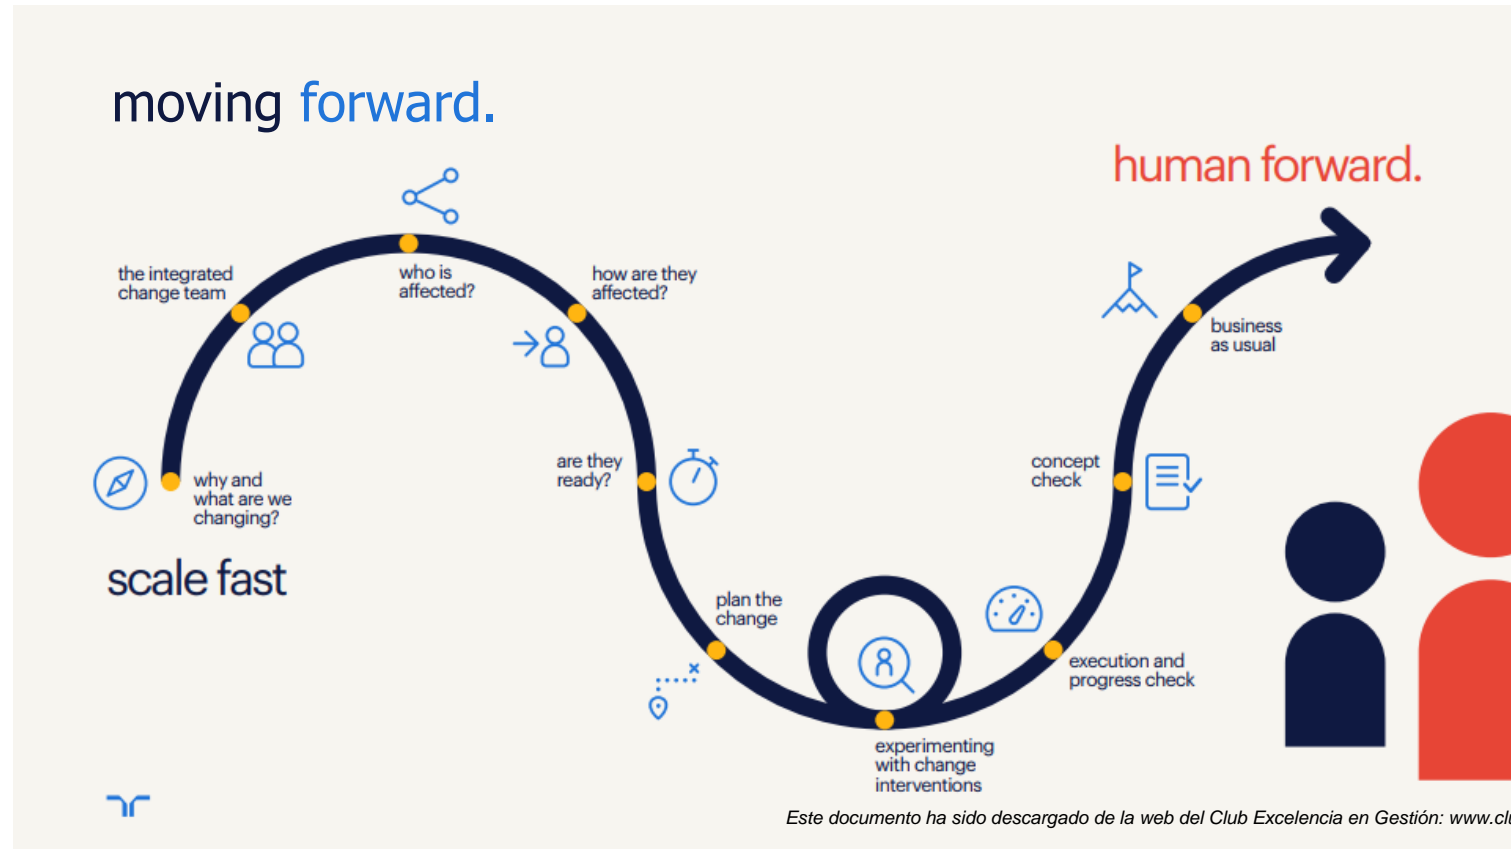 moving forward.
human forward.
the integrated
change team
who is
affected?
how are they
affected?
business
as usual
why and
what are we
changing?
are they
ready?
concept
check
scale fast
plan the
change
execution and
progress check
experimenting
with change
interventions
Este documento ha sido descargado de la web del Club Excelencia en Gestión: